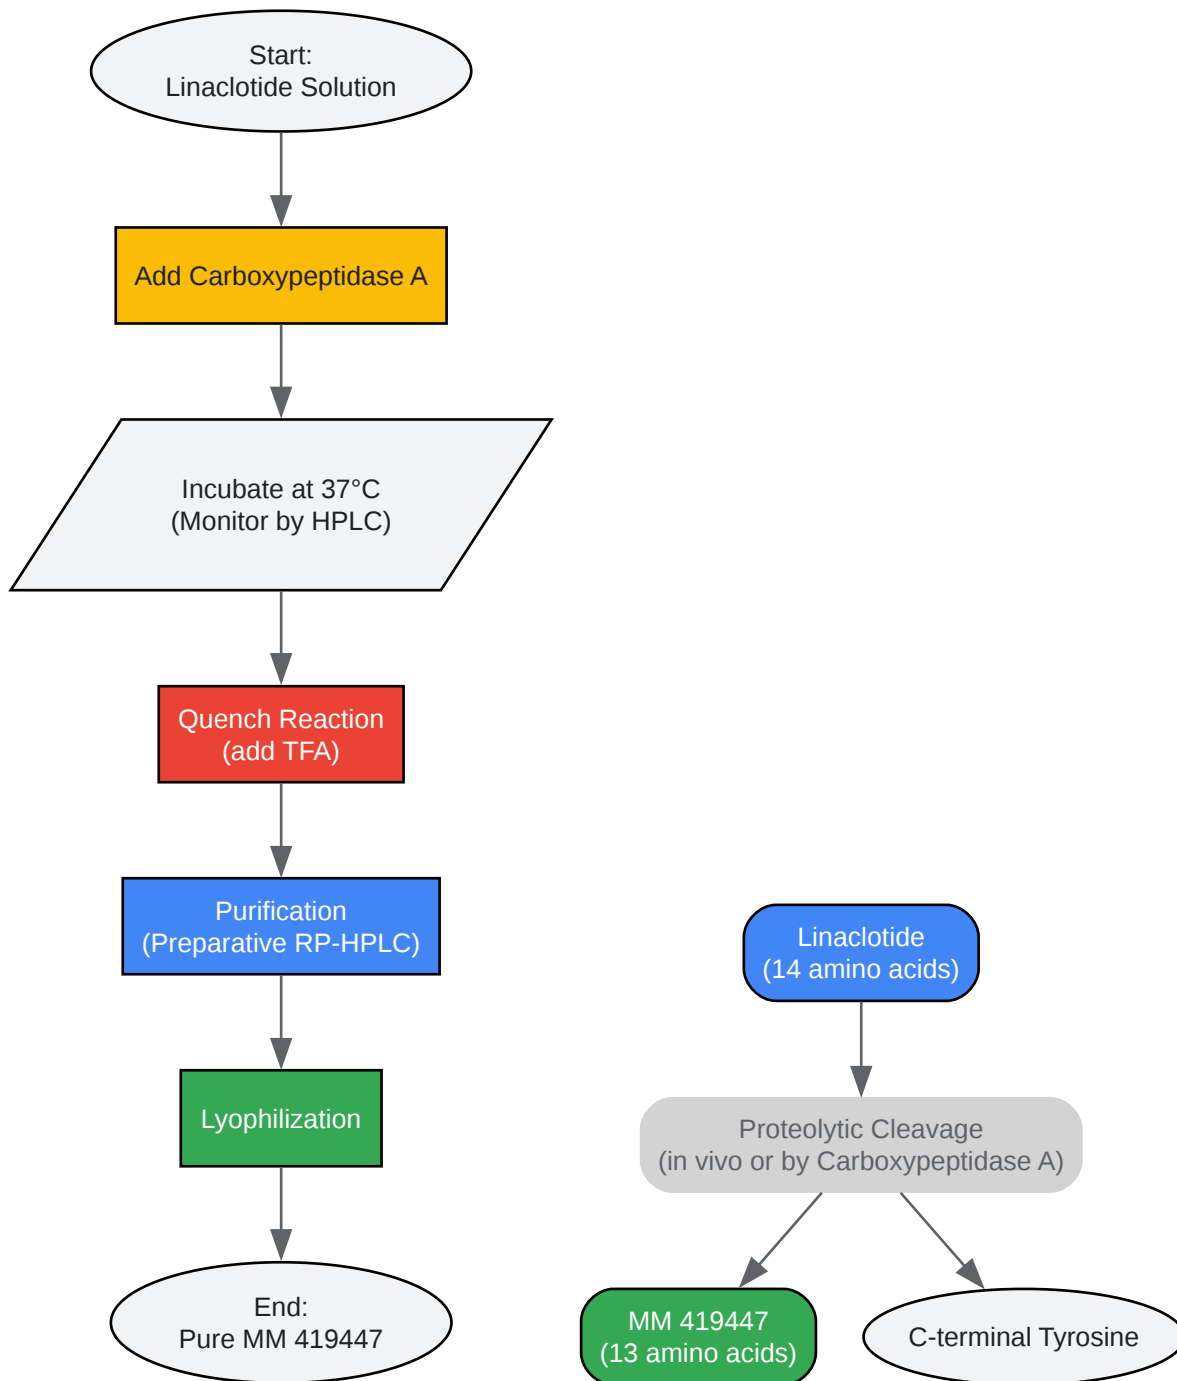 Start:
Linaclotide Solution
Add Carboxypeptidase A
Incubate at 37°C
(Monitor by HPLC)
Quench Reaction
(add TFA)
Purification
(Preparative RP-HPLC)
Lyophilization
End:
Pure MM 419447
Linaclotide
(14 amino acids)
Proteolytic Cleavage
(in vivo or by Carboxypeptidase A)
MM 419447
(13 amino acids)
C-terminal Tyrosine